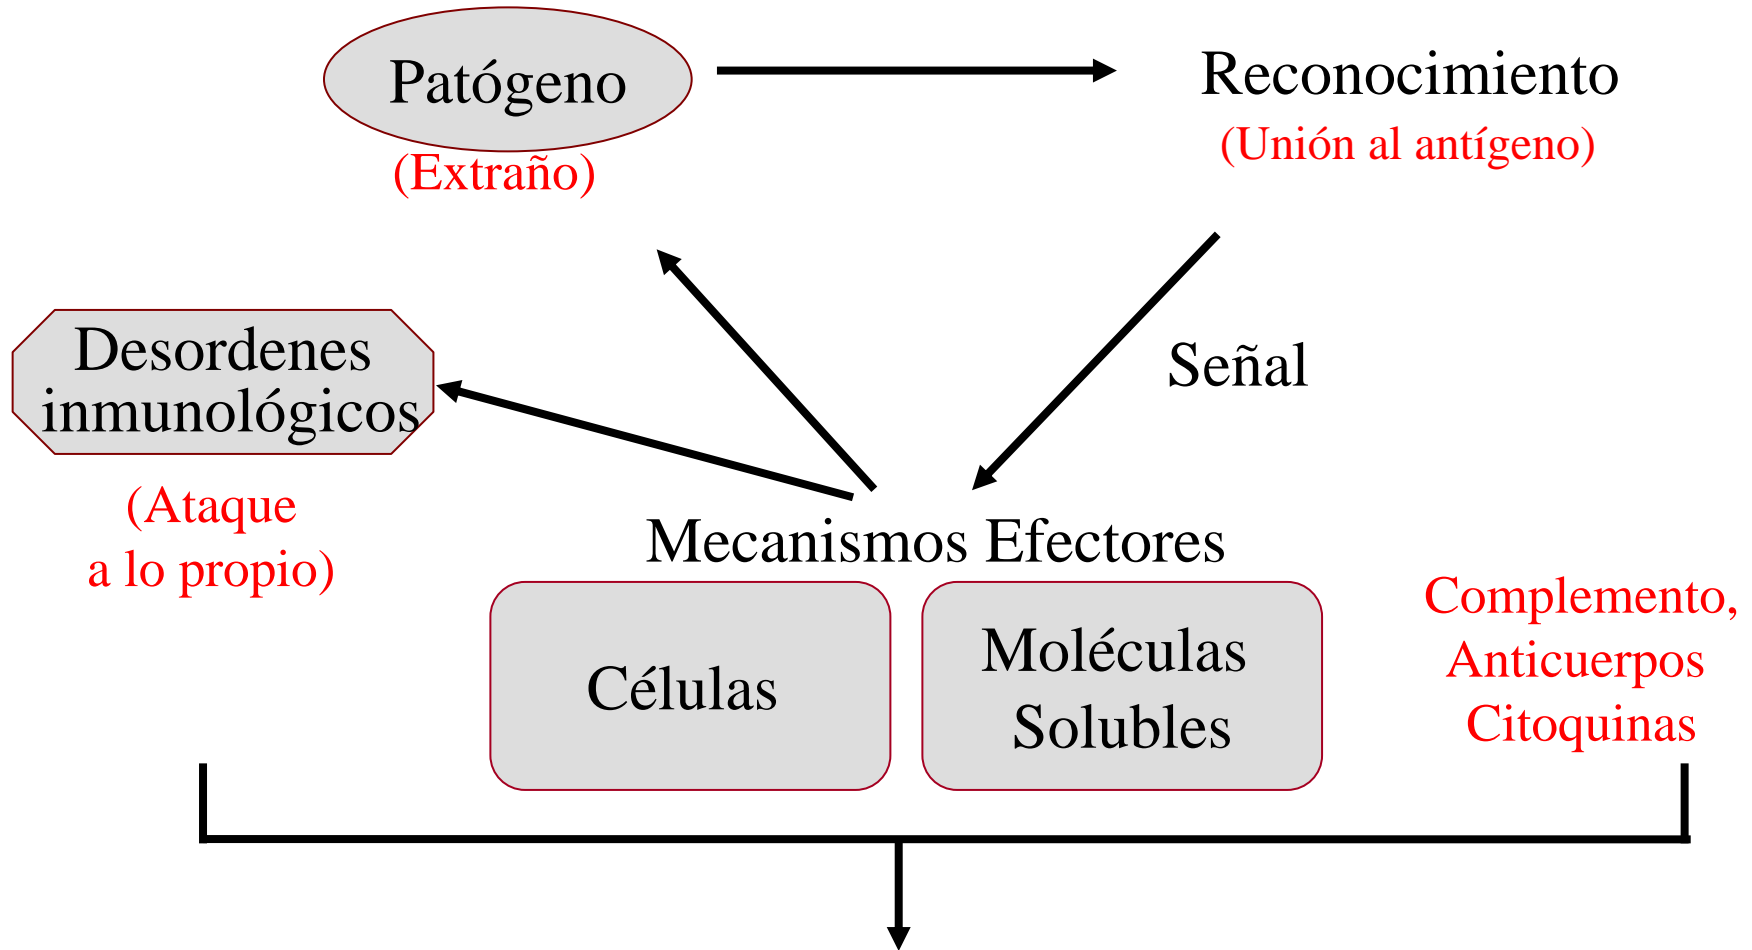 Patógeno
(Extraño)
Reconocimiento
(Unión al antígeno)
Señal
Desordenes
inmunológicos
(Ataque
a lo propio)
Mecanismos Efectores
Células
Moléculas
Solubles
Complemento,
Anticuerpos
Citoquinas